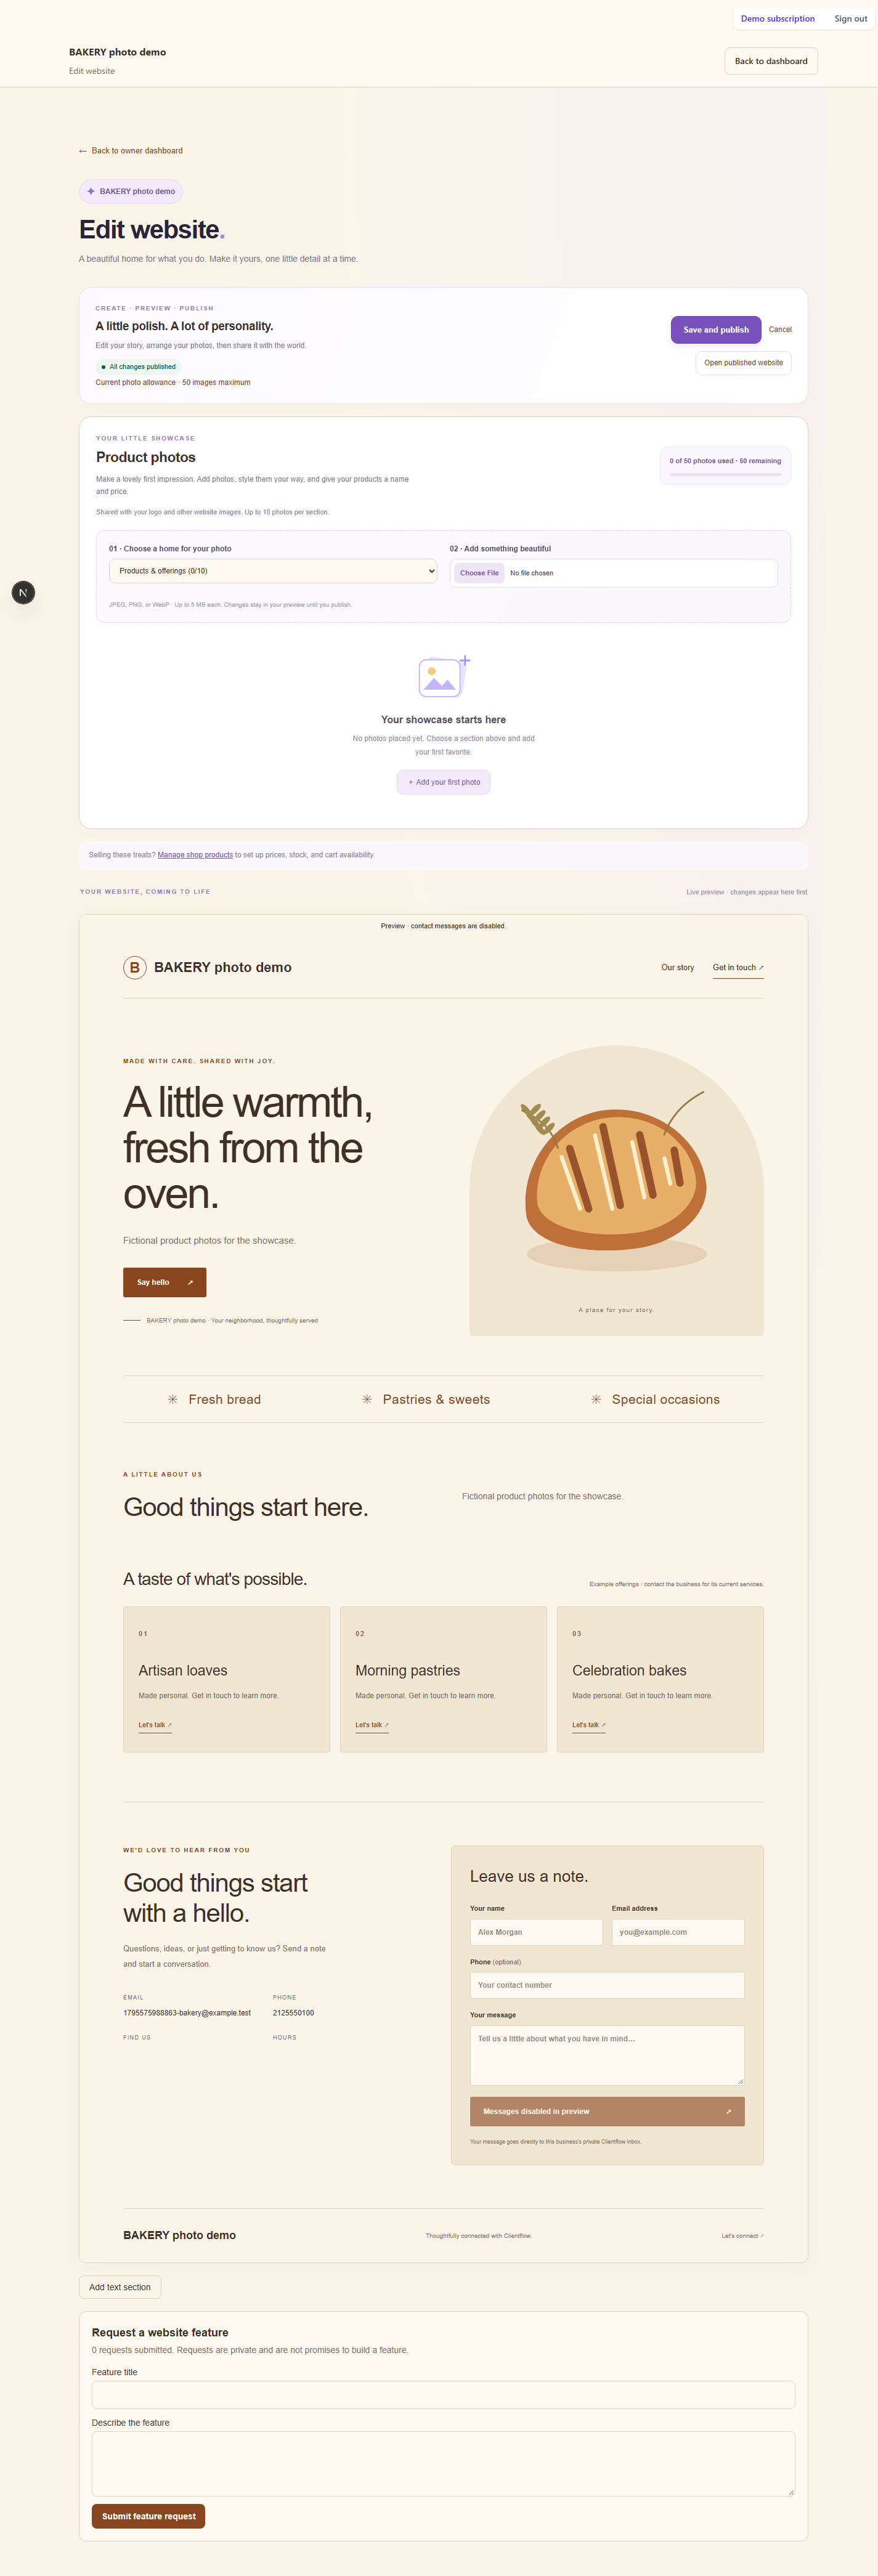 Demo subscription Sign out
BAKERY photo demo
Edit website
Back to dashboard
← Back to owner dashboard
BAKERY photo demo
Edit website.
A beautiful home for what you do. Make it yours, one little detail at a time.
CREATE · PREVIEW · PUBLISH
A little polish. A lot of personality.
Edit your story, arrange your photos, then share it with the world.
All changes published
Current photo allowance · 50 images maximum
Save and publish Cancel
Open published website
YOUR LITTLE SHOWCASE
Product photos
Make a lovely first impression. Add photos, style them your way, and give your products a name
and price.
Shared with your logo and other website images. Up to 10 photos per section.
0 of 50 photos used · 50 remaining
01 · Choose a home for your photo
Products & offerings (0/10)
02 · Add something beautiful
Choose File No file chosen
JPEG, PNG, or WebP · Up to 5 MB each. Changes stay in your preview until you publish.
N
Your showcase starts here
No photos placed yet. Choose a section above and add
your first favorite.
+ Add your first photo
Selling these treats? Manage shop products to set up prices, stock, and cart availability.
YOUR WEBSITE, COMING TO LIFE
Live preview · changes appear here first
Preview · contact messages are disabled.
B BAKERY photo demo
Our story Get in touch ↗
MADE WITH CARE. SHARED WITH JOY.
A little warmth,
fresh from the
oven.
Fictional product photos for the showcase.
Say hello ↗
BAKERY photo demo · Your neighborhood, thoughtfully served
A place for your story.
✳ Fresh bread ✳ Pastries & sweets ✳ Special occasions
A LITTLE ABOUT US
Good things start here.
Fictional product photos for the showcase.
A taste of what's possible.
Example offerings · contact the business for its current services.
01
Artisan loaves
Made personal. Get in touch to learn more.
Let's talk ↗
02
Morning pastries
Made personal. Get in touch to learn more.
Let's talk ↗
03
Celebration bakes
Made personal. Get in touch to learn more.
Let's talk ↗
WE'D LOVE TO HEAR FROM YOU
Good things start
with a hello.
Questions, ideas, or just getting to know us? Send a note
and start a conversation.
EMAIL
1795575988863-bakery@example.test
PHONE
2125550100
FIND US
HOURS
Leave us a note.
Your name
Alex Morgan
Email address
you@example.com
Phone (optional)
Your contact number
Your message
Tell us a little about what you have in mind...
Messages disabled in preview ↗
Your message goes directly to this business's private Clientflow inbox.
BAKERY photo demo
Thoughtfully connected with Clientflow.
Let's connect ↗
Add text section
Request a website feature
0 requests submitted. Requests are private and are not promises to build a feature.
Feature title
Describe the feature
Submit feature request